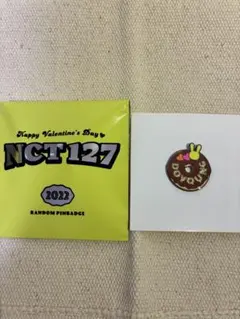 Happy Valentine's Day
NCT 127
2022
RANDOM PINBADGE
DOYOUNG